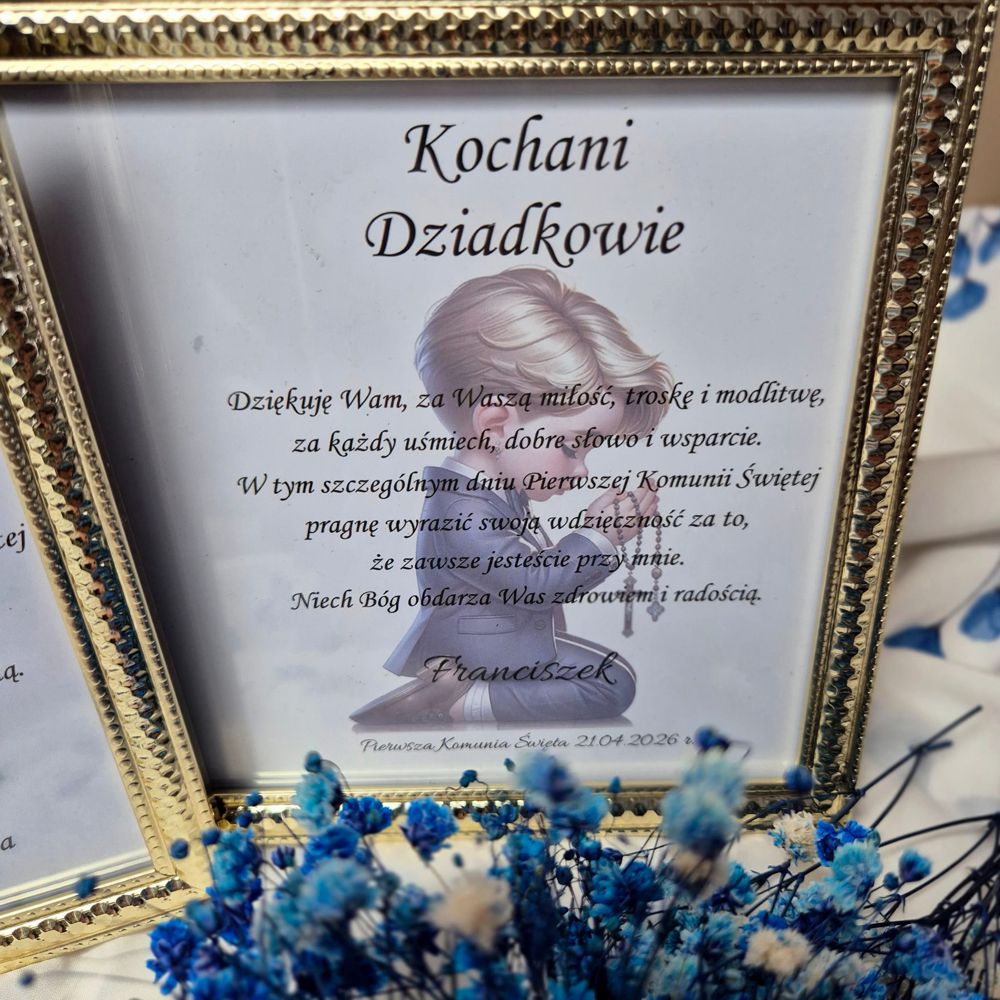 Kochani
Dziadkowie
Dziękuję Wam, za Waszą miłość, troskę i modlitwę,
za każdy uśmiech, dobre słowo i wsparcie.
W tym szczególnym dniu Pierwszej Komunii Świętej
pragnę wyrazić swoją wdzięczność za to,
że zawsze jesteście przy mnie.
Niech Bóg obdarza Was zdrowiem i radością.
Franciszek
Pierwsza Komunia Święta 21.04.2026 r.